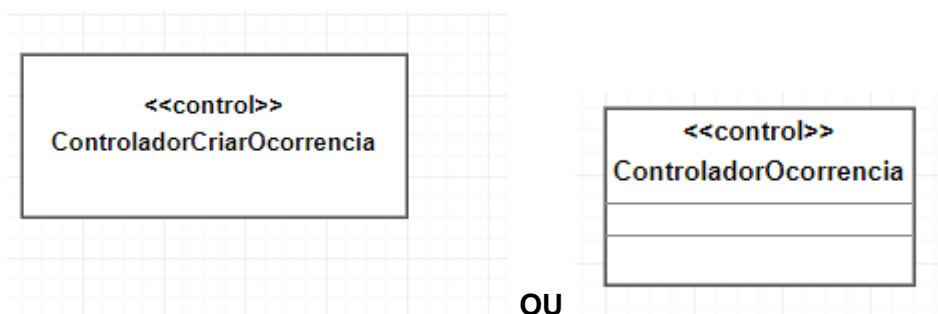 <<control>>
ControladorCriarOcorrencia
<<control>>
ControladorOcorrencia
OU